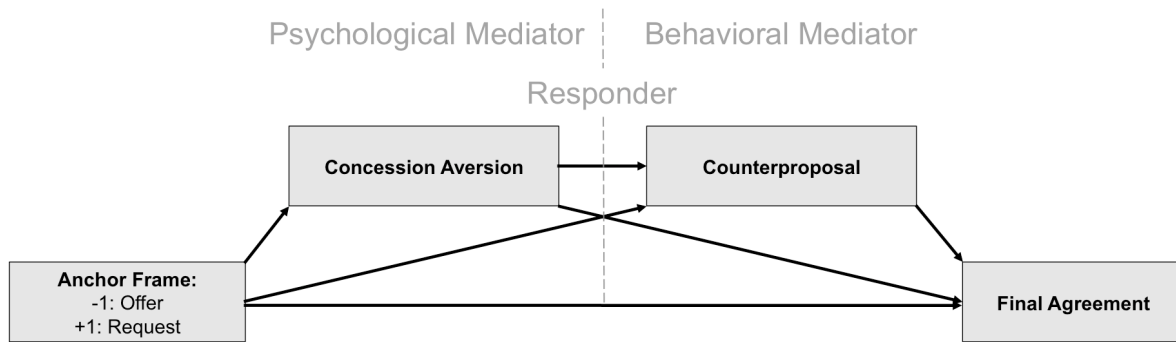 Psychological Mediator
Behavioral Mediator
Responder
Concession Aversion
Counterproposal
Anchor Frame:
-1: Offer
+1: Request
Final Agreement